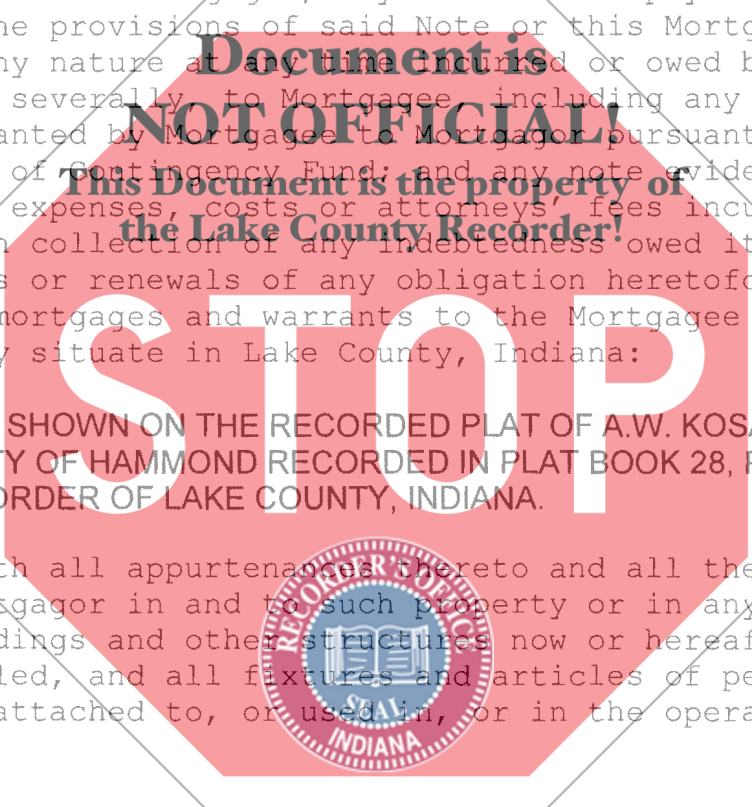 he provisions of said Note or this Mortg
Document is
ny nature at any time incurred or owed b
severally, to Mortgagee, including any
NOT OFFICIAL!
anted by Mortgagee to Mortgagor pursuant
of Contingency Fund; and any note evide
This Document is the property of
expenses, costs or attorneys' fees incu
the Lake County Recorder!
n collection of any indebtedness owed it
s or renewals of any obligation heretofo
mortgages and warrants to the Mortgagee
y situate in Lake County, Indiana:
STOP
SHOWN ON THE RECORDED PLAT OF A.W. KOSA
TY OF HAMMOND RECORDED IN PLAT BOOK 28, P
ORDER OF LAKE COUNTY, INDIANA.
th all appurtenances thereto and all the
tgagor in and to such property or in any
dings and other structures now or hereaf
led, and all fixtures and articles of pe
attached to, or used in, or in the opera
RECORDER'S OFFICE
SEAL
INDIANA